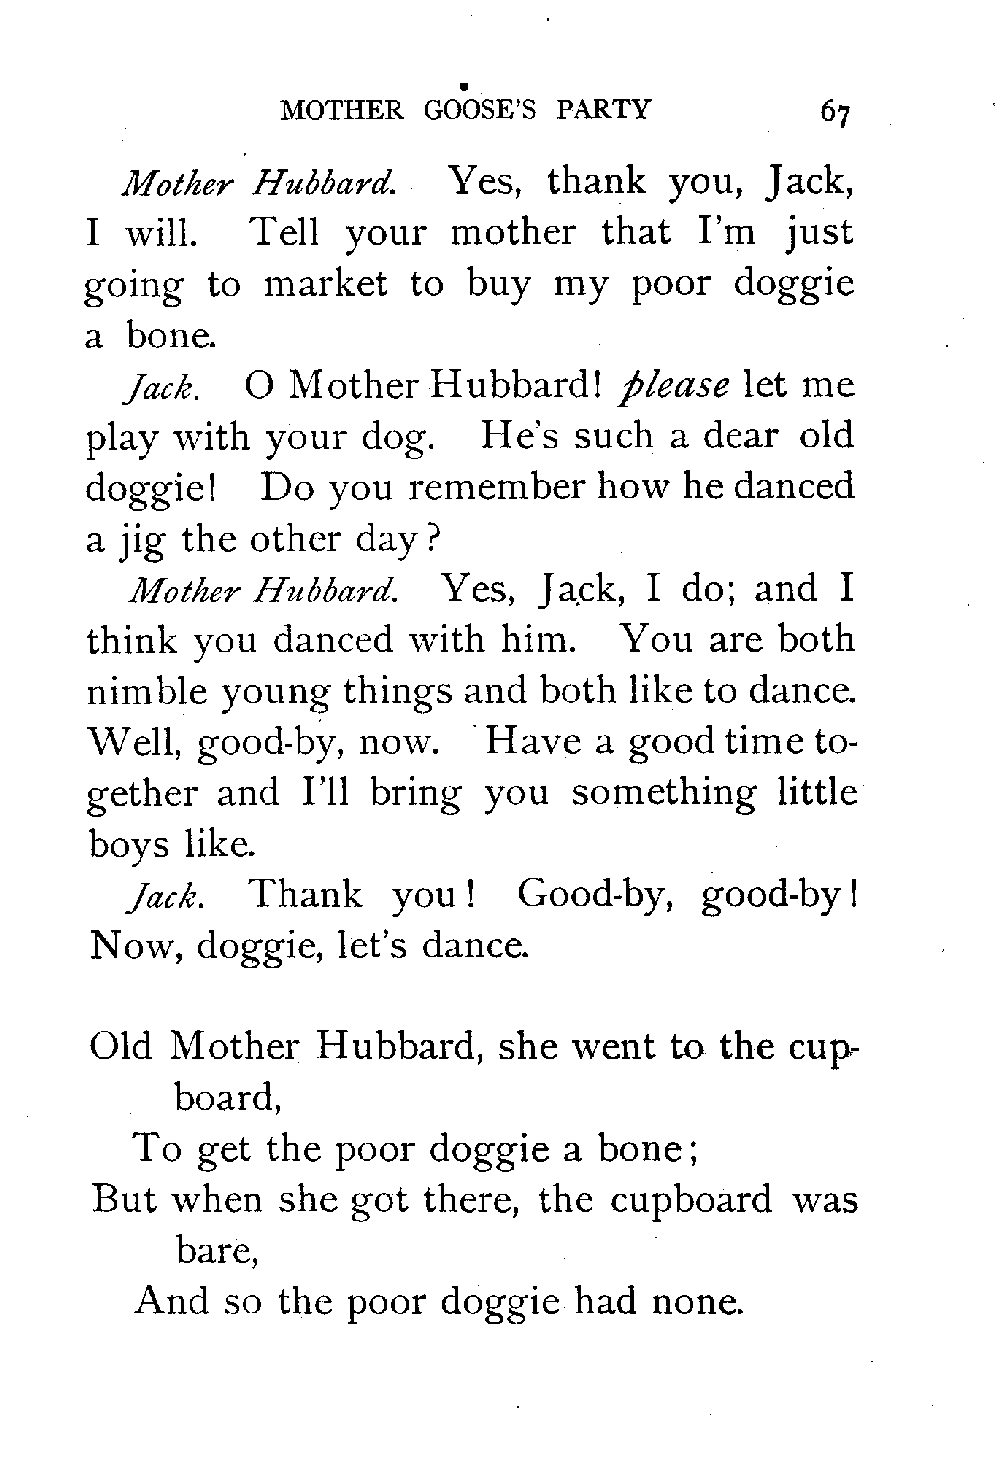 MOTHER GOOSE'S PARTY 67
Mother Hubbard. Yes, thank you, Jack,
I will. Tell your mother that I'm just
going to market to buy my poor doggie
a bone.
Jack. O Mother Hubbard! please let me
play with your dog. He's such a dear old
doggie! Do you remember how he danced
a jig the other day?
Mother Hubbard. Yes, Jack, I do; and I
think you danced with him. You are both
nimble young things and both like to dance.
Well, good-by, now. Have a good time to-
gether and I'll bring you something little
boys like.
Jack. Thank you! Good-by, good-by!
Now, doggie, let's dance.
Old Mother Hubbard, she went to the cup-
board,
To get the poor doggie a bone;
But when she got there, the cupboard was
bare,
And so the poor doggie had none.